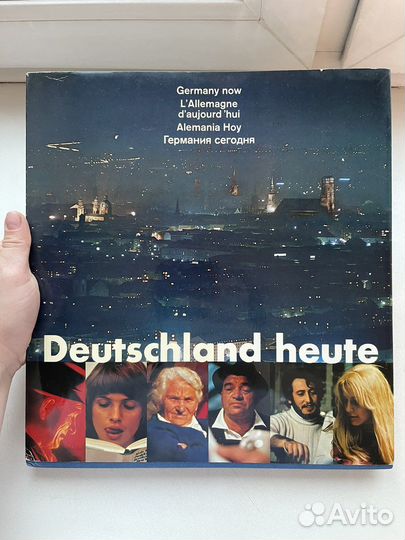 Germany now
L'Allemagne
d'aujourd'hui
Alemania Hoy
Германия сегодня
Deutschland heute
Avito